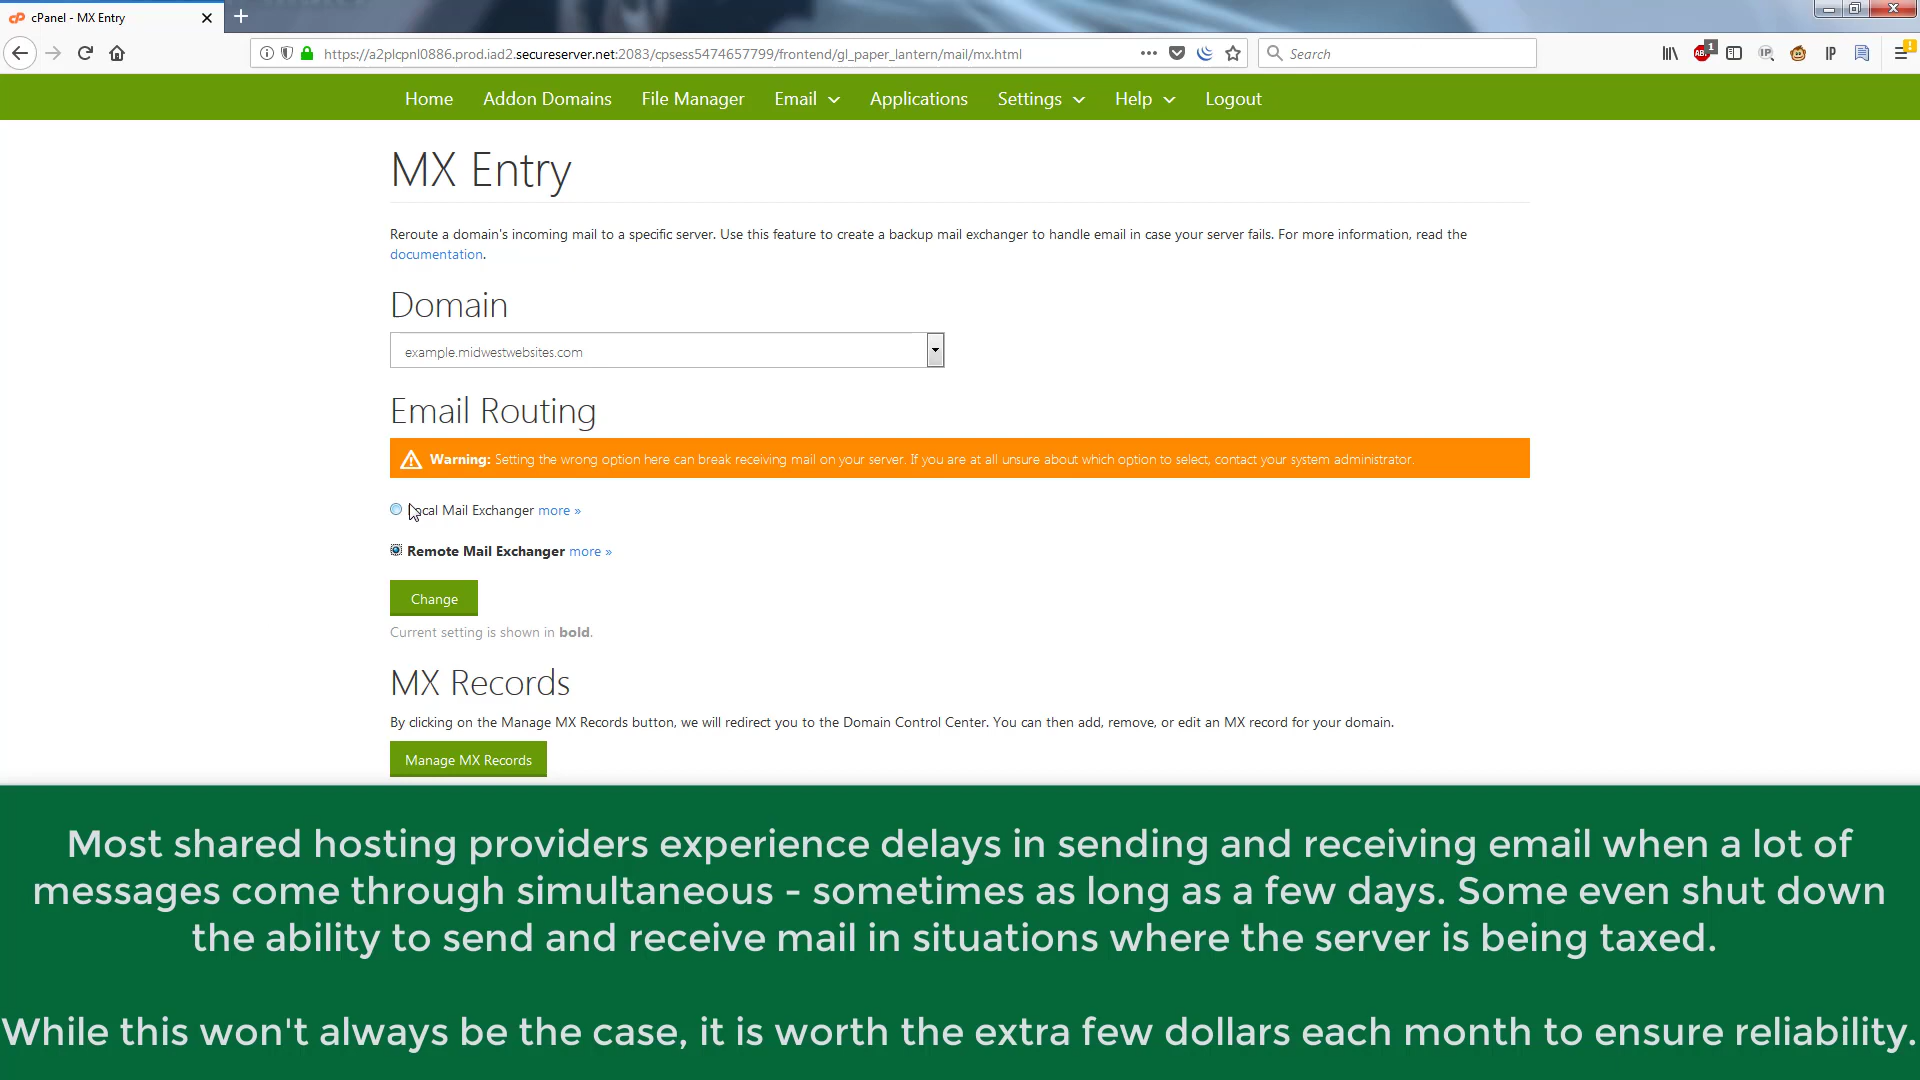 cPanel - MX Entry
https://a2plcpnl0886.prod.iad2.secureserver.net:2083/cpsess5474657799/frontend/gl_paper_lantern/mail/mx.html
Search
ABP 1
IP
IP
Home Addon Domains File Manager Email Applications Settings Help Logout
MX Entry
Reroute a domain's incoming mail to a specific server. Use this feature to create a backup mail exchanger to handle email in case your server fails. For more information, read the
documentation.
Domain
example.midwestwebsites.com
Email Routing
Warning: Setting the wrong option here can break receiving mail on your server. If you are at all unsure about which option to select, contact your system administrator.
Local Mail Exchanger more »
Remote Mail Exchanger more »
Change
Current setting is shown in bold.
MX Records
By clicking on the Manage MX Records button, we will redirect you to the Domain Control Center. You can then add, remove, or edit an MX record for your domain.
Manage MX Records
Most shared hosting providers experience delays in sending and receiving email when a lot of
messages come through simultaneous - sometimes as long as a few days. Some even shut down
the ability to send and receive mail in situations where the server is being taxed.
While this won't always be the case, it is worth the extra few dollars each month to ensure reliability.